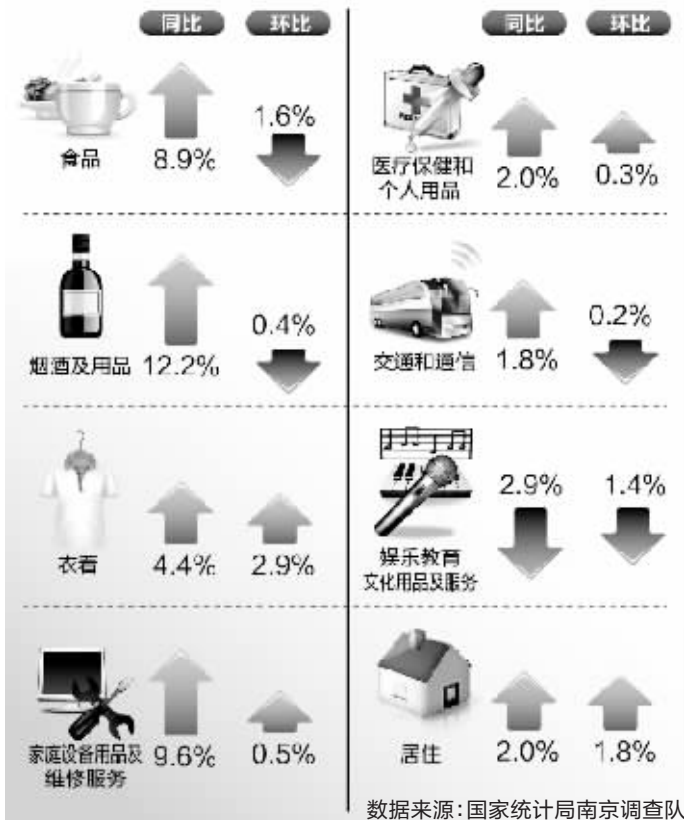 同比 环比
食品 8.9% 1.6%
烟酒及用品 12.2% 0.4%
衣着 4.4% 2.9%
家庭设备用品及
维修服务 9.6% 0.5%
同比 环比
医疗保健和
个人用品 2.0% 0.3%
交通和通信 1.8% 0.2%
娱乐教育
文化用品及服务 2.9% 1.4%
居住 2.0% 1.8%
数据来源:国家统计局南京调查队